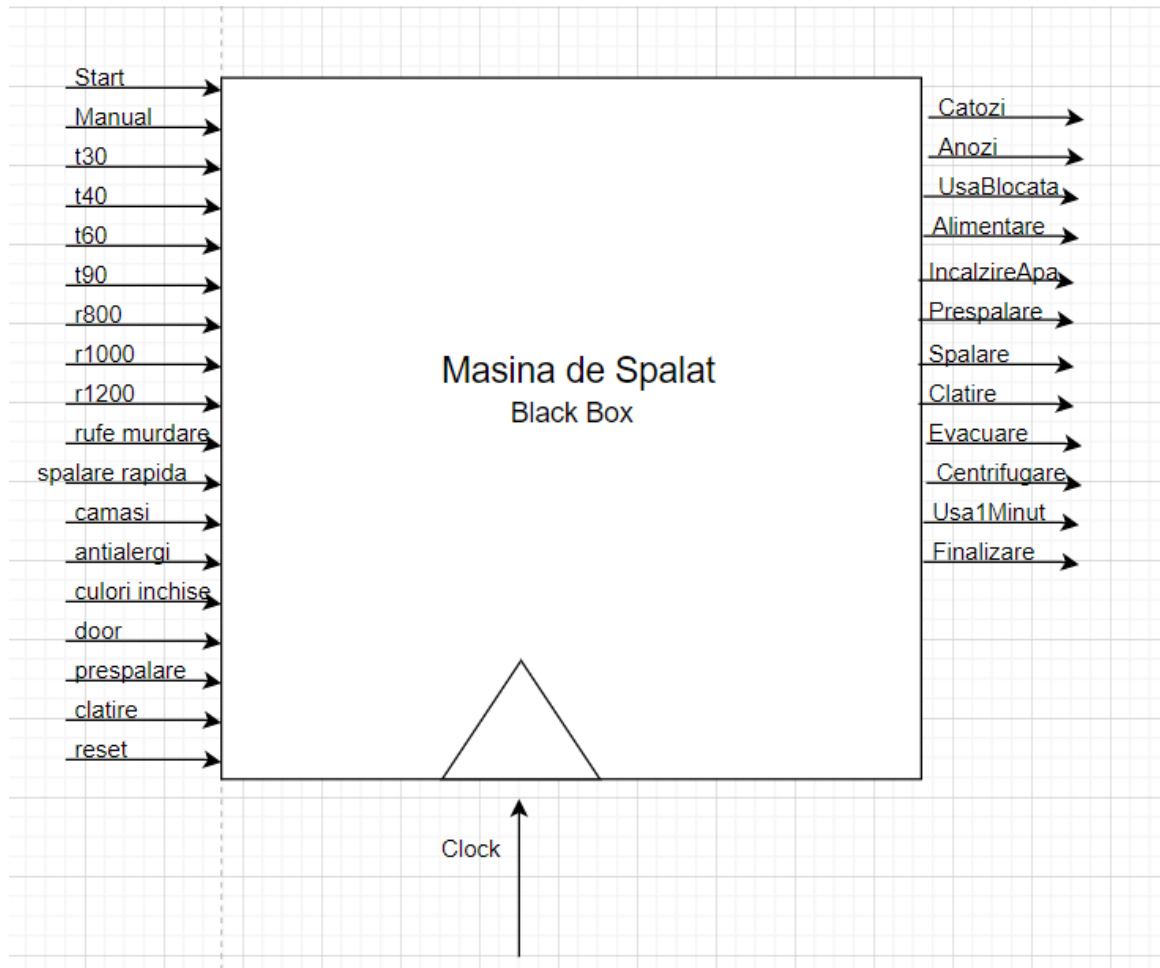 Start
Manual
t30
t40
t60
t90
r800
r1000
r1200
rufe murdare
spalare rapida
camasi
antialergi
culori inchise
door
prespalare
clatire
reset
Masina de Spalat
Black Box
Clock
Catozi
Anozi
UsaBlocata
Alimentare
IncalzireApa
Prespalare
Spalare
Clatire
Evacuare
Centrifugare
Usa1Minut
Finalizare